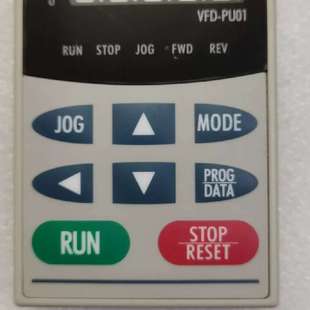 VFD-PU01
RUN STOP JOG FWD REV
JOG MODE
PROG
DATA
RUN STOP
RESET